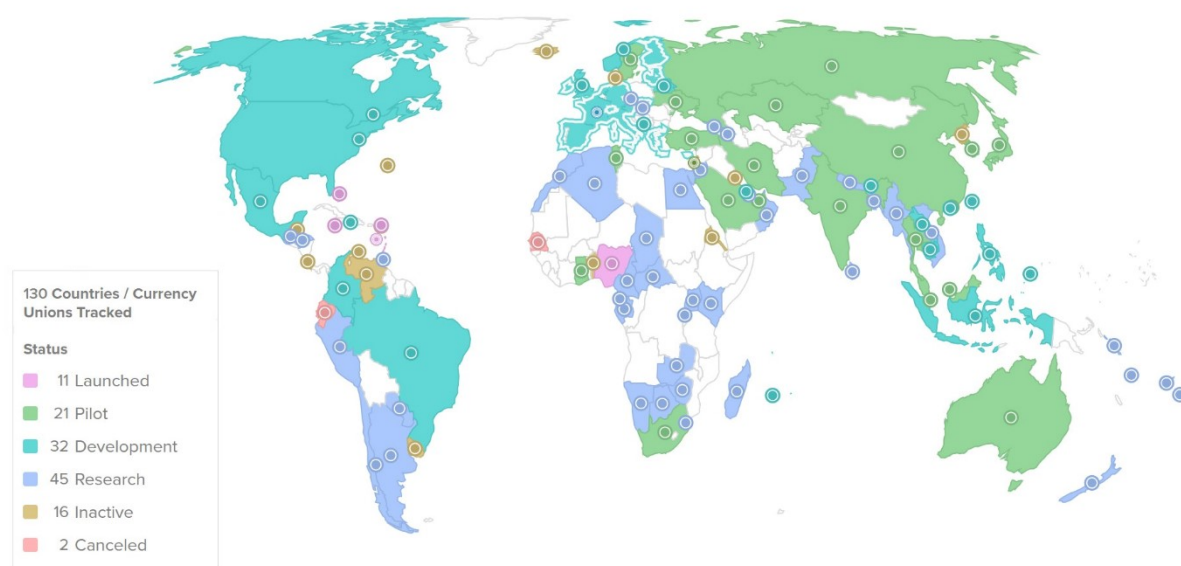 130 Countries / Currency
Unions Tracked
Status
11 Launched
21 Pilot
32 Development
45 Research
16 Inactive
2 Canceled